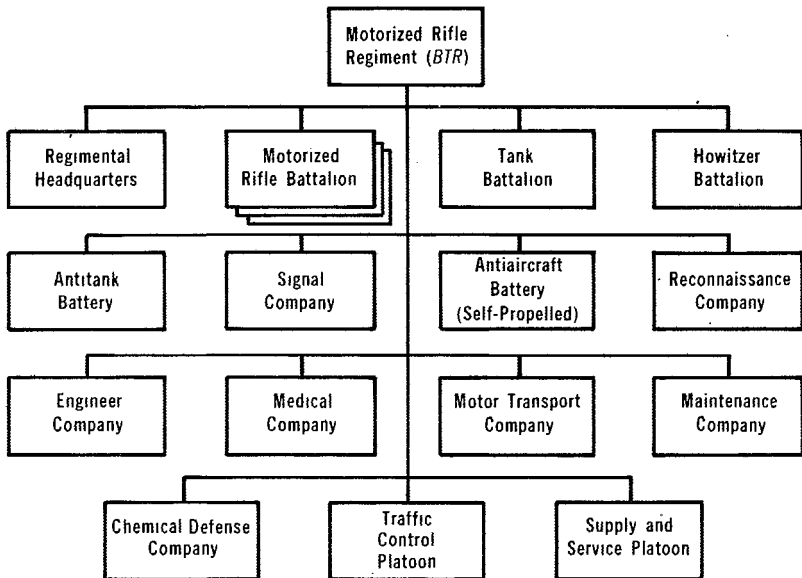 Motorized Rifle
Regiment (BTR)
Regimental
Headquarters
Motorized
Rifle Battalion
Tank
Battalion
Howitzer
Battalion
Antitank
Battery
Signal
Company
Antiaircraft
Battery
(Self-Propelled)
Reconnaissance
Company
Engineer
Company
Medical
Company
Motor Transport
Company
Maintenance
Company
Chemical Defense
Company
Traffic
Control
Platoon
Supply and
Service Platoon